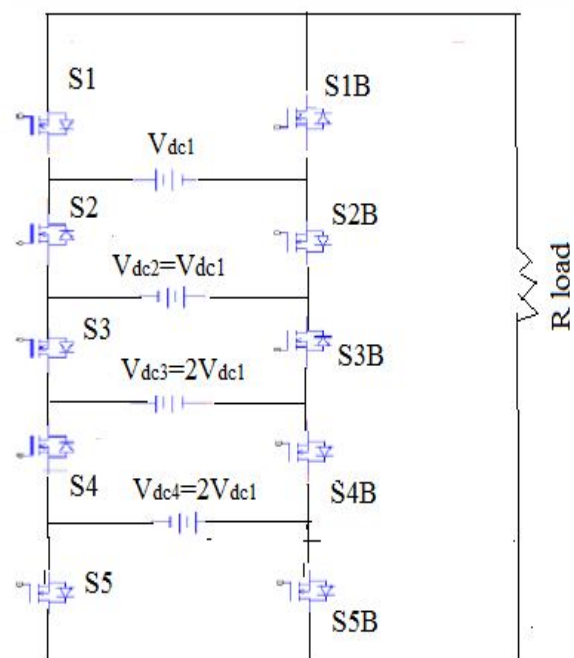 S1
S1B
Vdc1
S2
S2B
Vdc2=Vdc1
S3
S3B
R load
Vdc3=2Vdc1
S4
S4B
Vdc4=2Vdc1
S5
S5B